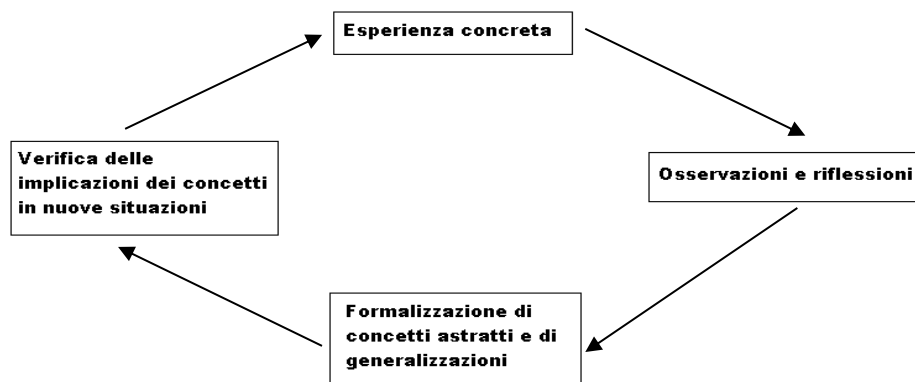 Esperienza concreta
Osservazioni e riflessioni
Formalizzazione di
concetti astratti e di
generalizzazioni
Verifica delle
implicazioni dei concetti
in nuove situazioni